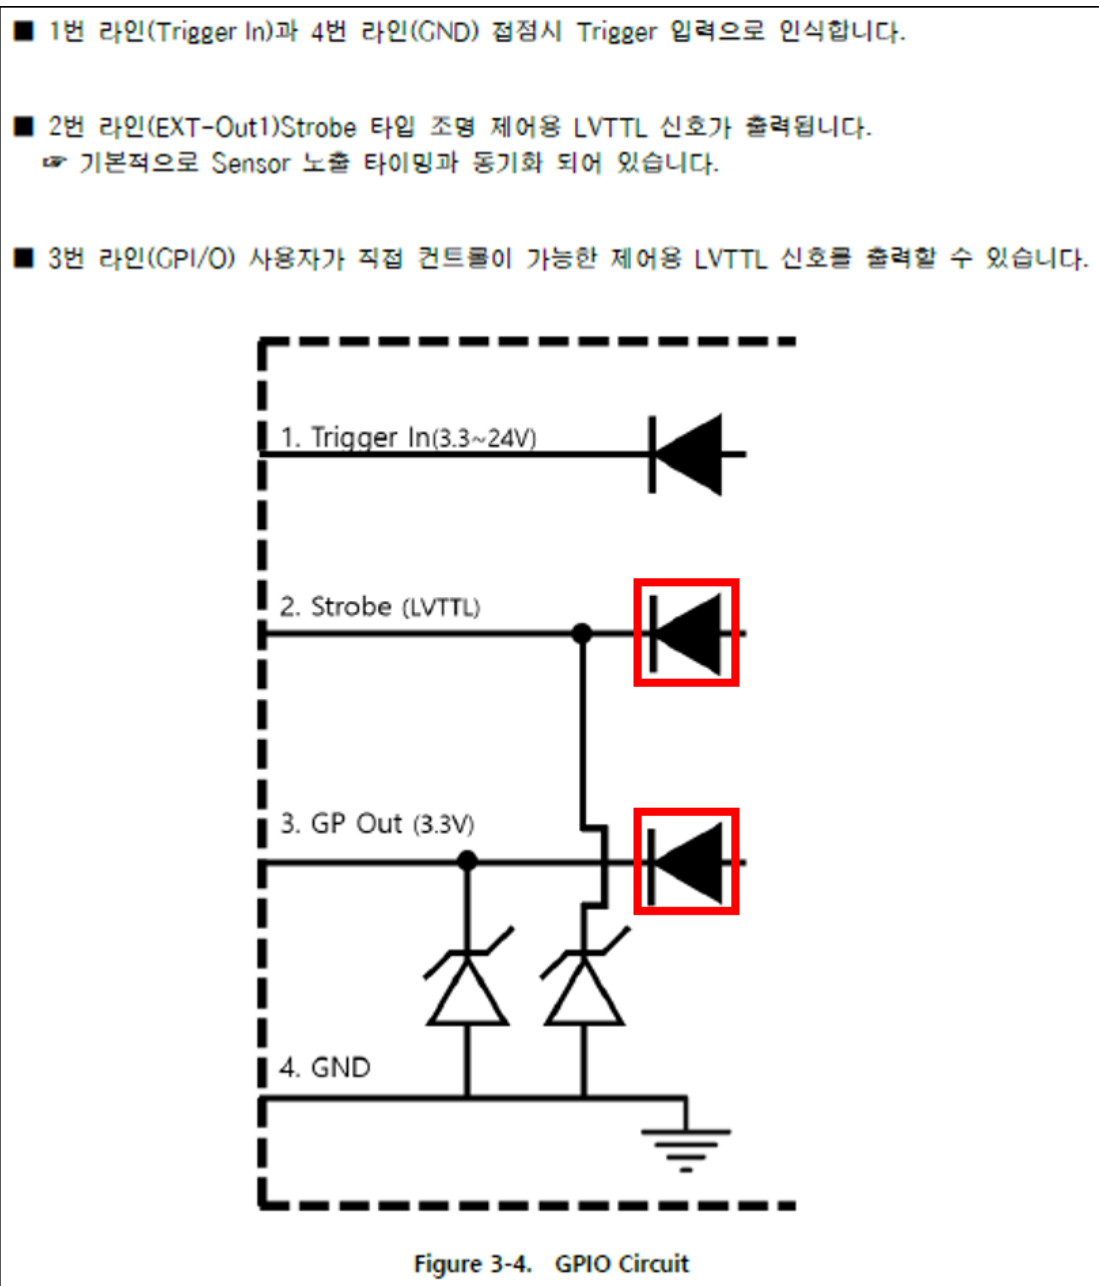 ■ 1번 라인(Trigger In)과 4번 라인(GND) 접점시 Trigger 입력으로 인식합니다.
■ 2번 라인(EXT-Out1)Strobe 타입 조명 제어용 LVTTL 신호가 출력됩니다.
☞ 기본적으로 Sensor 노출 타이밍과 동기화 되어 있습니다.
■ 3번 라인(GPI/O) 사용자가 직접 컨트롤이 가능한 제어용 LVTTL 신호를 출력할 수 있습니다.
1. Trigger In(3.3~24V)
2. Strobe (LVTTL)
3. GP Out (3.3V)
4. GND
Figure 3-4. GPIO Circuit